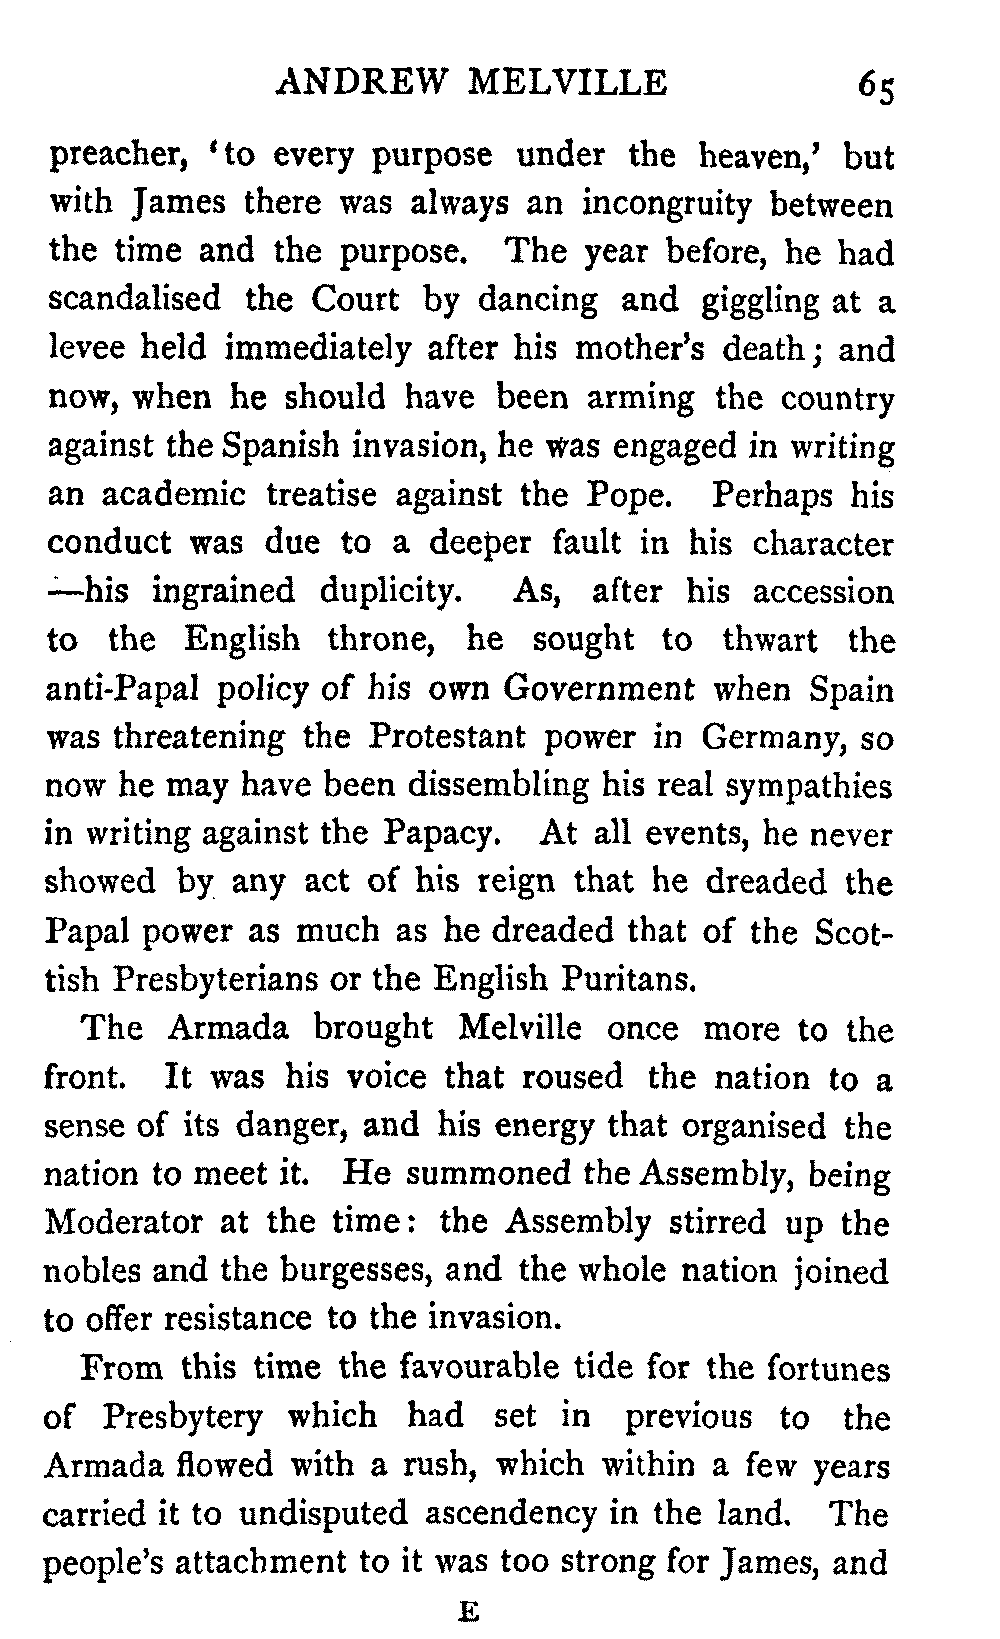 ANDREW MELVILLE 65
preacher, ‘to every purpose under the heaven,’ but
with James there was always an incongruity between
the time and the purpose. The year before, he had
scandalised the Court by dancing and giggling at a
levee held immediately after his mother's death; and
now, when he should have been arming the country
against the Spanish invasion, he was engaged in writing
an academic treatise against the Pope. Perhaps his
conduct was due to a deeper fault in his character
—his ingrained duplicity. As, after his accession
to the English throne, he sought to thwart the
anti-Papal policy of his own Government when Spain
was threatening the Protestant power in Germany, so
now he may have been dissembling his real sympathies
in writing against the Papacy. At all events, he never
showed by any act of his reign that he dreaded the
Papal power as much as he dreaded that of the Scot-
tish Presbyterians or the English Puritans.
The Armada brought Melville once more to the
front. It was his voice that roused the nation to a
sense of its danger, and his energy that organised the
nation to meet it. He summoned the Assembly, being
Moderator at the time: the Assembly stirred up the
nobles and the burgesses, and the whole nation joined
to offer resistance to the invasion.
From this time the favourable tide for the fortunes
of Presbytery which had set in previous to the
Armada flowed with a rush, which within a few years
carried it to undisputed ascendency in the land. The
people's attachment to it was too strong for James, and
E